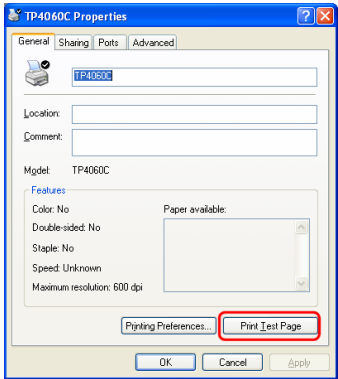 TP4060C Properties
General Sharing Ports Advanced
TP4060C
Location:
Comment:
Model: TP4060C
Features
Color: No Paper available:
Double-sided: No
Staple: No
Speed: Unknown
Maximum resolution: 600 dpi
Printing Preferences... Print Test Page
OK Cancel Apply